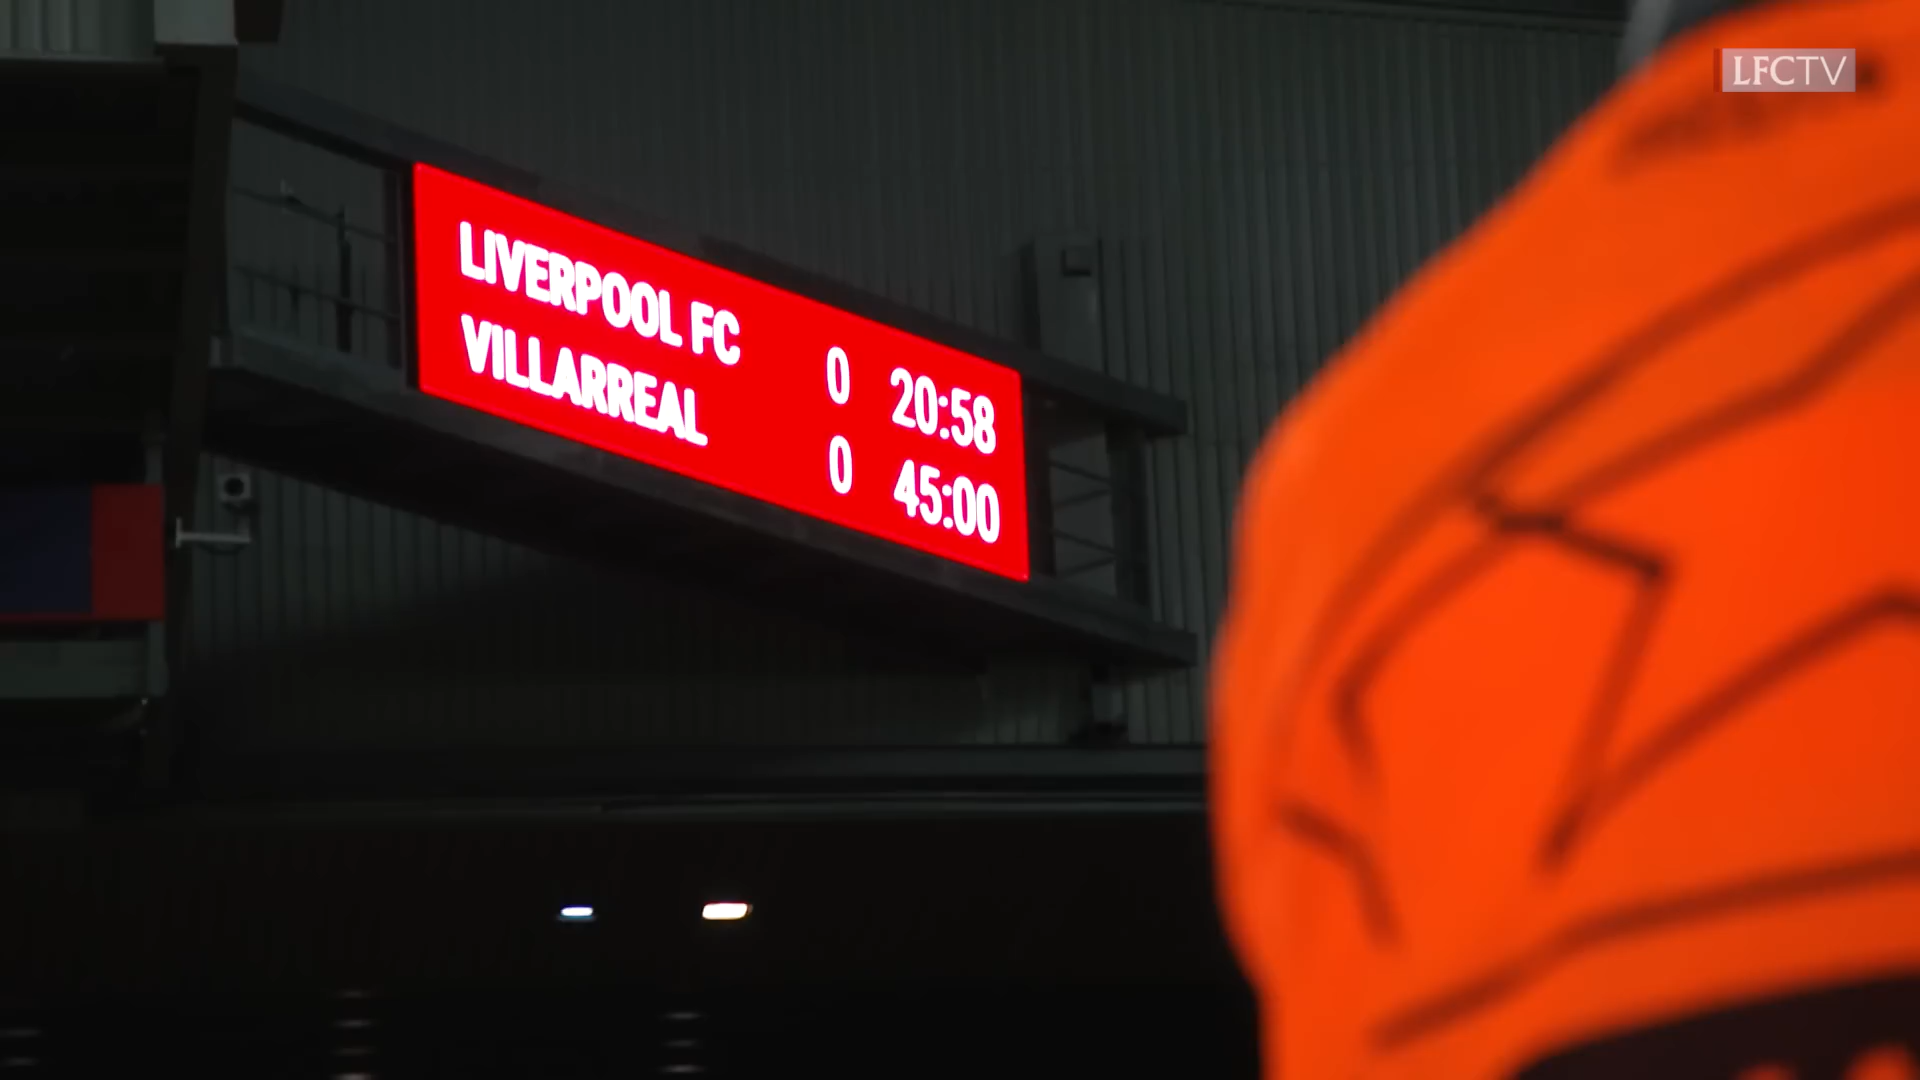 LFCTV
LIVERPOOL FC 0 20:58
VILLARREAL 0 45:00